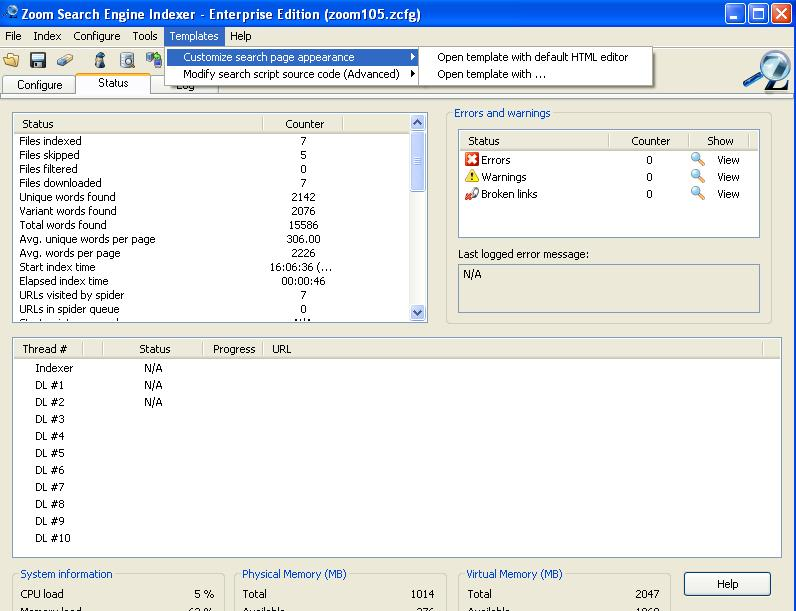 Zoom Search Engine Indexer - Enterprise Edition (zoom105.zcfg)
File Index Configure Tools Templates Help
Customize search page appearance
Modify search script source code (Advanced)
Open template with default HTML editor
Open template with ...
Configure Status Log
Status Counter
Files indexed 7
Files skipped 5
Files filtered 0
Files downloaded 7
Unique words found 2142
Variant words found 2076
Total words found 15586
Avg. unique words per page 306.00
Avg. words per page 2226
Start index time 16:06:36 (...
Elapsed index time 00:00:46
URLs visited by spider 7
URLs in spider queue 0
Errors and warnings
Status Counter Show
Errors 0 View
Warnings 0 View
Broken links 0 View
Last logged error message:
N/A
Thread # Status Progress URL
Indexer N/A
DL #1 N/A
DL #2 N/A
DL #3
DL #4
DL #5
DL #6
DL #7
DL #8
DL #9
DL #10
System information
CPU load 5 %
Physical Memory (MB)
Total 1014
Virtual Memory (MB)
Total 2047
Help